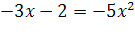 −3x − 2 = −5x²